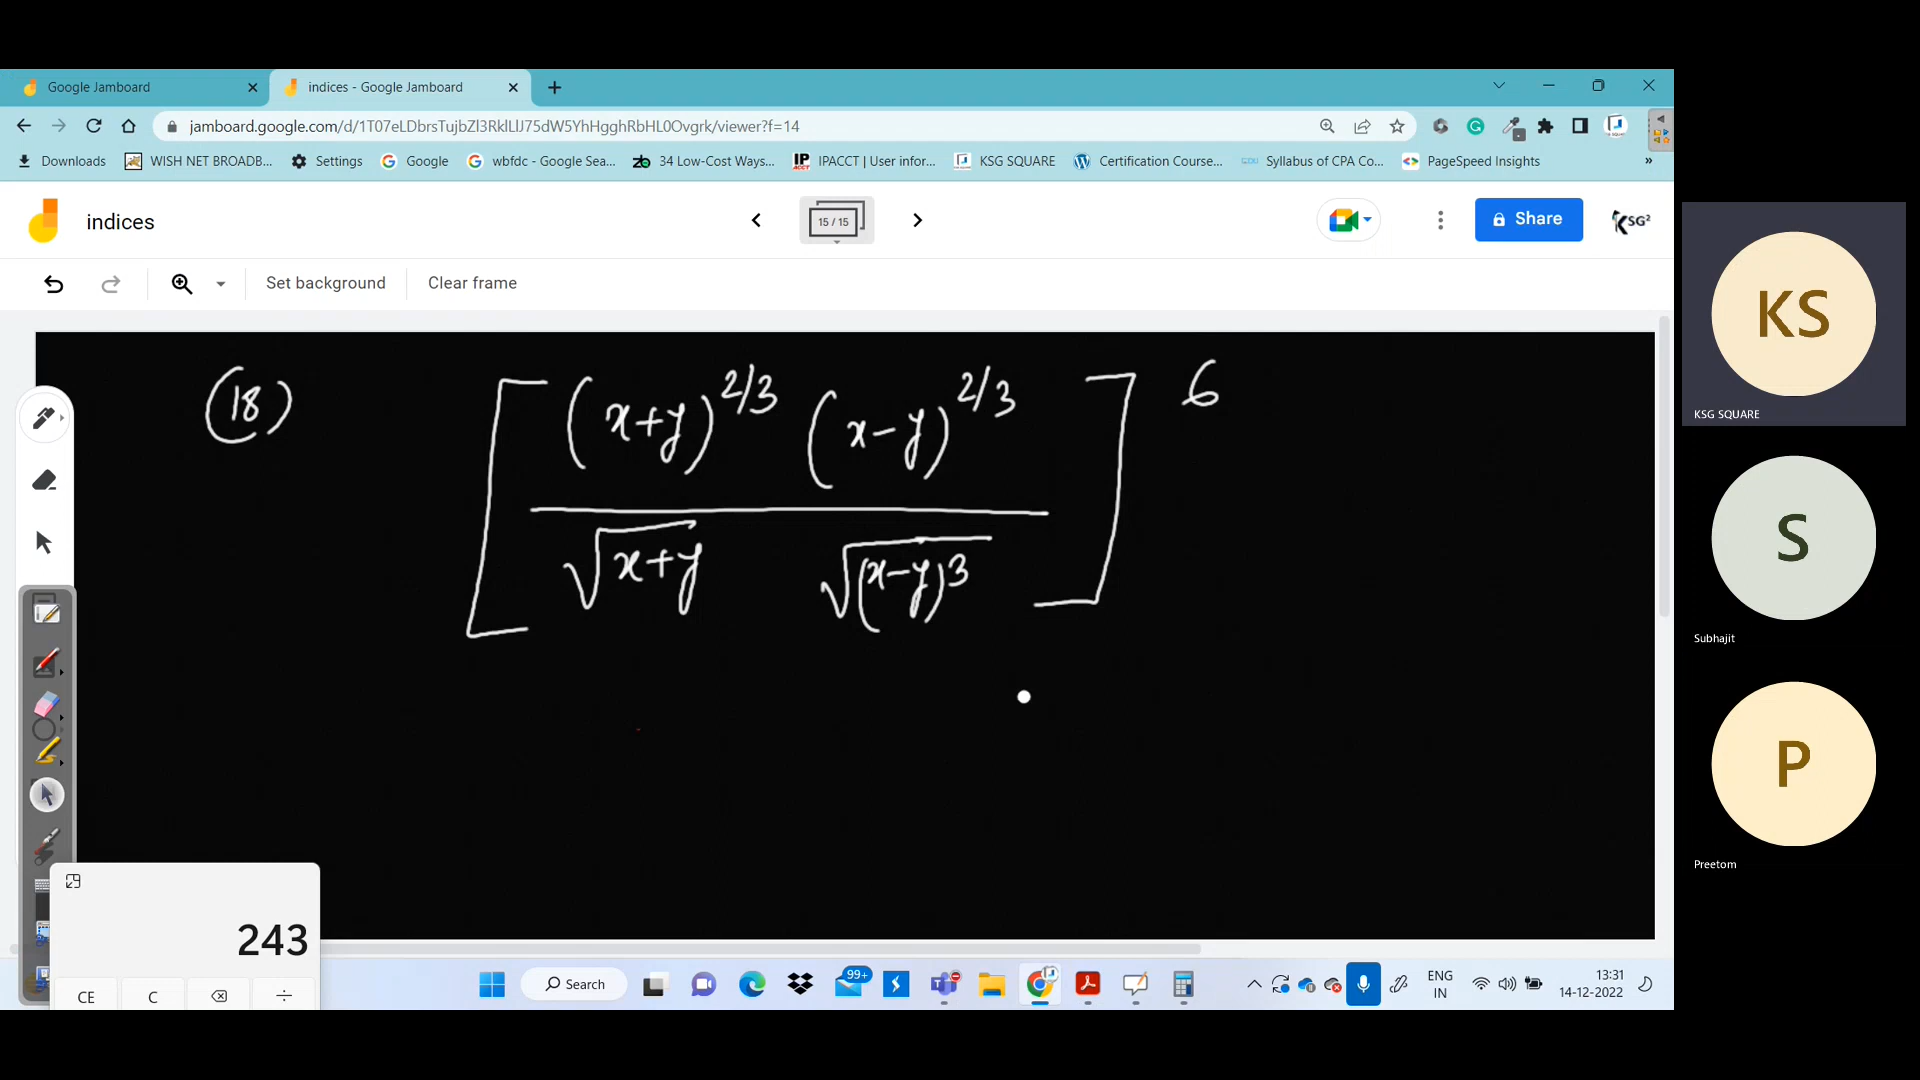 Google Jamboard
indices - Google Jamboard
jamboard.google.com/d/1T07eLDbrsTujbZl3RklLlJ75dW5YhHgghRbHL0Ovgrk/viewer?f=14
Downloads WISH NET BROADB... Settings Google wbfdc - Google Sea... 34 Low-Cost Ways... IPACCT | User infor... KSG SQUARE Certification Course... Syllabus of CPA Co... PageSpeed Insights »
indices
15 / 15
Share
KSG²
Set background Clear frame
(18)
[ (x+y)^2/3 (x-y)^2/3 ]^6
√x+y √(x-y)^3
243
CE C ÷
Search
99+
ENG
IN
13:31
14-12-2022
KS
KSG SQUARE
S
Subhajit
P
Preetom